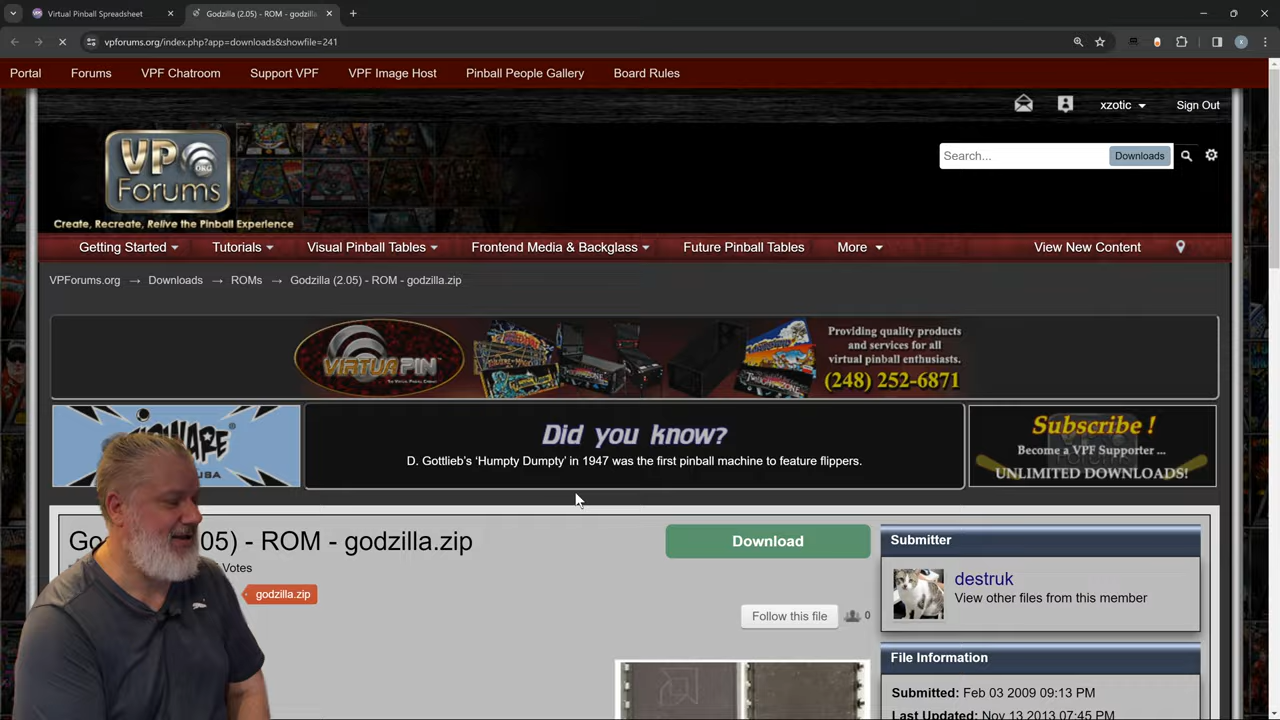 Virtual Pinball Spreadsheet
Godzilla (2.05) - ROM - godzilla
vpforums.org/index.php?app=downloads&showfile=241
Portal
Forums
VPF Chatroom
Support VPF
VPF Image Host
Pinball People Gallery
Board Rules
xzotic
Sign Out
VP
.ORG
Forums
Create, Recreate, Relive the Pinball Experience
Search...
Downloads
Getting Started
Tutorials
Visual Pinball Tables
Frontend Media & Backglass
Future Pinball Tables
More
View New Content
VPForums.org → Downloads → ROMs → Godzilla (2.05) - ROM - godzilla.zip
VIRTUAPIN
Providing quality products
and services for all
virtual pinball enthusiasts.
(248) 252-6871
WARE
USA
Did you know?
D. Gottlieb's 'Humpty Dumpty' in 1947 was the first pinball machine to feature flippers.
Subscribe !
Become a VPF Supporter ...
UNLIMITED DOWNLOADS!
Go 05) - ROM - godzilla.zip
Votes
godzilla.zip
Download
Follow this file
0
Submitter
destruk
View other files from this member
File Information
Submitted: Feb 03 2009 09:13 PM
Last Updated: Nov 13 2013 07:45 PM